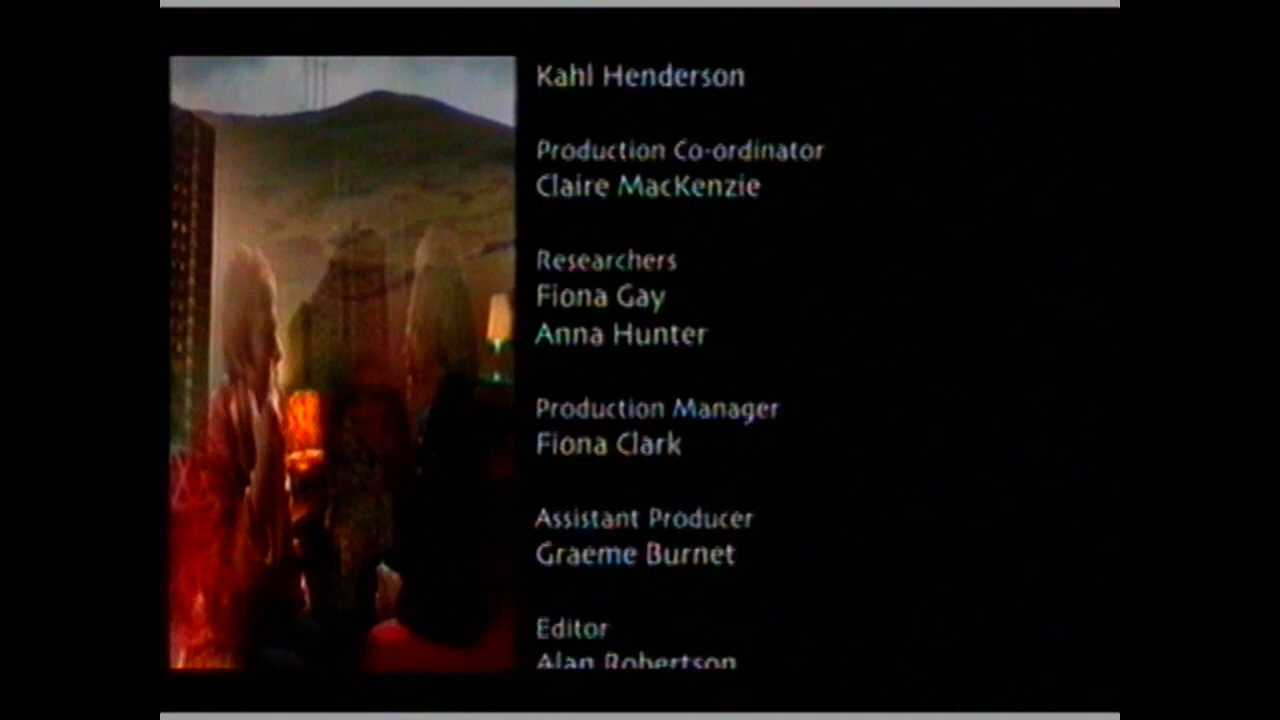 Kahl Henderson
Production Co-ordinator
Claire MacKenzie
Researchers
Fiona Gay
Anna Hunter
Production Manager
Fiona Clark
Assistant Producer
Graeme Burnet
Editor
Alan Robertson